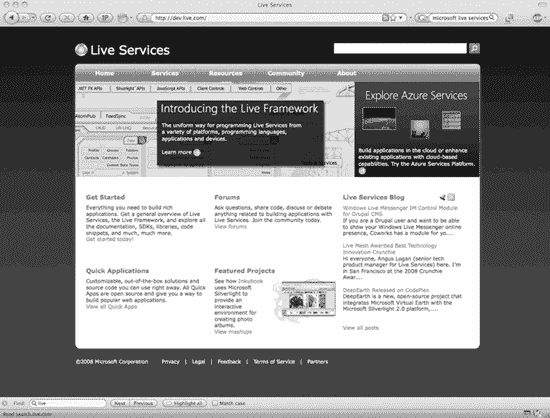 Live Services
http://dev.live.com/
microsoft live services
Live Services
Home Services Resources Community About
.NET FX APIs Silverlight APIs JavaScript APIs Client Controls Web Controls Other
AtomPub FeedSync
Introducing the Live Framework
The uniform way for programming Live Services from
a variety of platforms, programming languages,
applications and devices.
Learn more
Explore Azure Services
Build applications in the cloud or enhance
existing applications with cloud-based
capabilities. Try the Azure Services Platform.
Get Started
Everything you need to build rich
applications. Get a general overview of Live
Services, the Live Framework, and explore all
the documentation, SDKs, libraries, code
snippets, and much, much more.
Get started today!
Forums
Ask questions, share code, discuss or debate
anything related to building applications with
Live Services. Join the community today.
View forums
Live Services Blog
Windows Live Messenger IM Control Module
for Drupal CMS
If you are a Drupal user and want to be able
to show your Windows Live Messenger online
presence, Coworks has a module for yo....
Live Mesh Awarded Best Technology
Innovation Crunchie
Hi everyone, Angus Logan (senior tech
product manager for Live Services) here. I'm
in San Francisco at the 2008 Crunchie
Awar....
DeepEarth Released on CodePlex
DeepEarth is a new, open-source project that
integrates Microsoft Virtual Earth with the
Microsoft Silverlight 2.0 platform,....
View all posts
Quick Applications
Customizable, out-of-the-box solutions and
source code you can use right away. All
Quick Apps are open source and give you a way to
build popular web applications.
View all Quick Apps
Featured Projects
See how Inkubook
uses Microsoft
Silverlight to
provide an
interactive
environment for
creating photo
albums.
View mashups
©2008 Microsoft Corporation Privacy | Legal | Feedback | Terms of Service | Partners
Find: live Next Previous Highlight all Match case